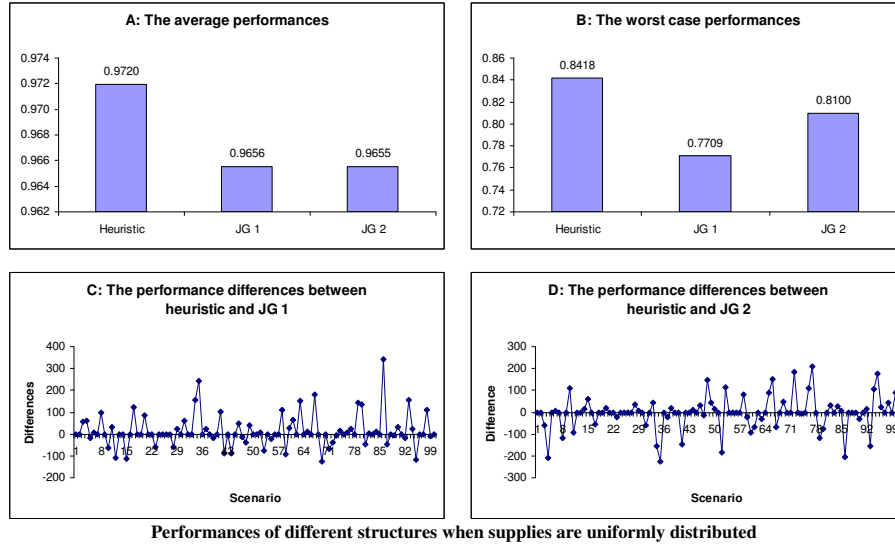 A: The average performances
0.974
0.972
0.970
0.968
0.966
0.964
0.962
0.9720
0.9656
0.9655
Heuristic JG 1 JG 2
B: The worst case performances
0.86
0.84
0.82
0.80
0.78
0.76
0.74
0.72
0.8418
0.7709
0.8100
Heuristic JG 1 JG 2
C: The performance differences between
heuristic and JG 1
Differences
400
300
200
100
0
-100
-200
1 8 15 22 29 36 43 50 57 64 71 78 85 92 99
Scenario
D: The performance differences between
heuristic and JG 2
Difference
300
200
100
0
-100
-200
300
1 8 15 22 29 36 43 50 57 64 71 78 85 92 99
Scenario
Performances of different structures when supplies are uniformly distributed